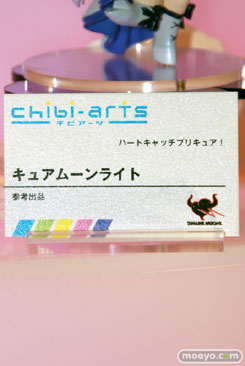 chibi-arts
チビアーツ
ハートキャッチプリキュア！
キュアムーンライト
参考出品
TAMASHII NATIONS
moeyo.com